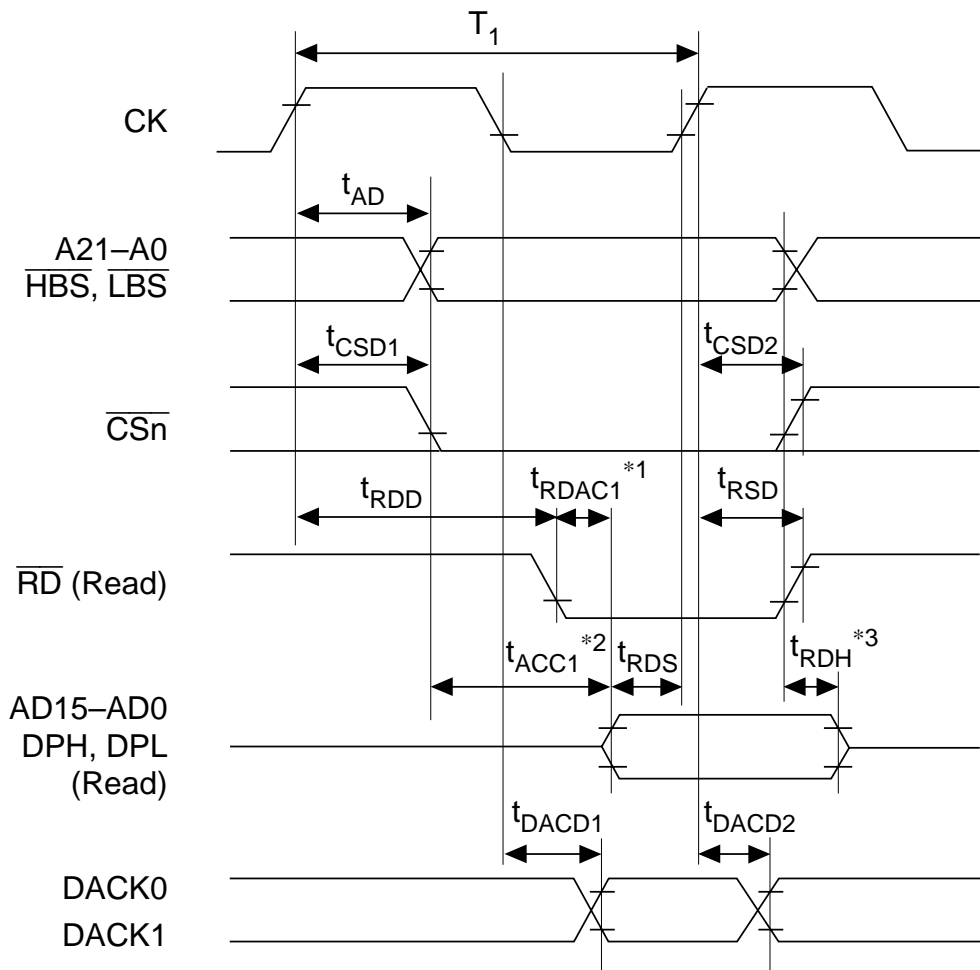 T1
CK
tAD
A21–A0
HBS, LBS
tCSD1
tCSD2
CSn
tRDD
tRDAC1*1
tRSD
RD (Read)
tACC1*2
tRDS
tRDH*3
AD15–AD0
DPH, DPL
(Read)
tDACD1
tDACD2
DACK0
DACK1